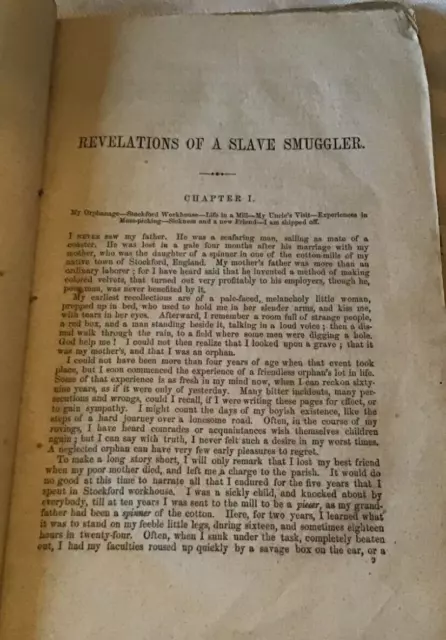 REVELATIONS OF A SLAVE SMUGGLER.
CHAPTER I.
My Orphanage—Stockford Workhouse—Life in a Mill—My Uncle's Visit—Experiences in
Moss-picking—Sickness and a new Friend—I am shipped off.
I NEVER saw my father. He was a seafaring man, sailing as mate of a
coaster. He was lost in a gale four months after his marriage with my
mother, who was the daughter of a spinner in one of the cotton-mills of my
native town of Stockford, England. My mother's father was more than an
ordinary laborer; for I have heard said that he invented a method of making
colored velvets, that turned out very profitably to his employers, though he,
poor man, was never benefited by it.
My earliest recollections are of a pale-faced, melancholy little woman,
propped up in bed, who used to hold me in her slender arms, and kiss me,
with tears in her eyes. Afterward, I remember a room full of strange people,
a red box, and a man standing beside it, talking in a loud voice; then a dis-
mal walk through the rain, to a field where some men were digging a hole.
God help me! I could not then realize that I looked upon a grave; that it
was my mother's, and that I was an orphan.
I could not have been more than four years of age when that event took
place, but I soon commenced the experience of a friendless orphan's lot in life.
Some of that experience is as fresh in my mind now, when I can reckon sixty-
nine years, as if it were only of yesterday. Many bitter incidents, many per-
secutions and wrongs, could I recall, if I were writing these pages for effect, or
to gain sympathy. I might count the days of my boyish existence, like the
steps of a hard journey over a lonesome road. Often, in the course of my
rovings, I have heard comrades or acquaintances wish themselves children
again; but I can say with truth, I never felt such a desire in my worst times.
A neglected orphan can have very few early pleasures to regret.
To make a long story short, I will only remark that I lost my best friend
when my poor mother died, and left me a charge to the parish. It would do
no good at this time to narrate all that I endured for the five years that I
spent in Stockford workhouse. I was a sickly child, and knocked about by
everybody, till at ten years I was sent to the mill to be a piecer, as my grand-
father had been a spinner of the cotton. Here, for two years, I learned what
it was to stand on my feeble little legs, during sixteen, and sometimes eighteen
hours in twenty-four. Often, when I sunk under the task, completely beaten
out, I had my faculties roused up quickly by a savage box on the ear, or a